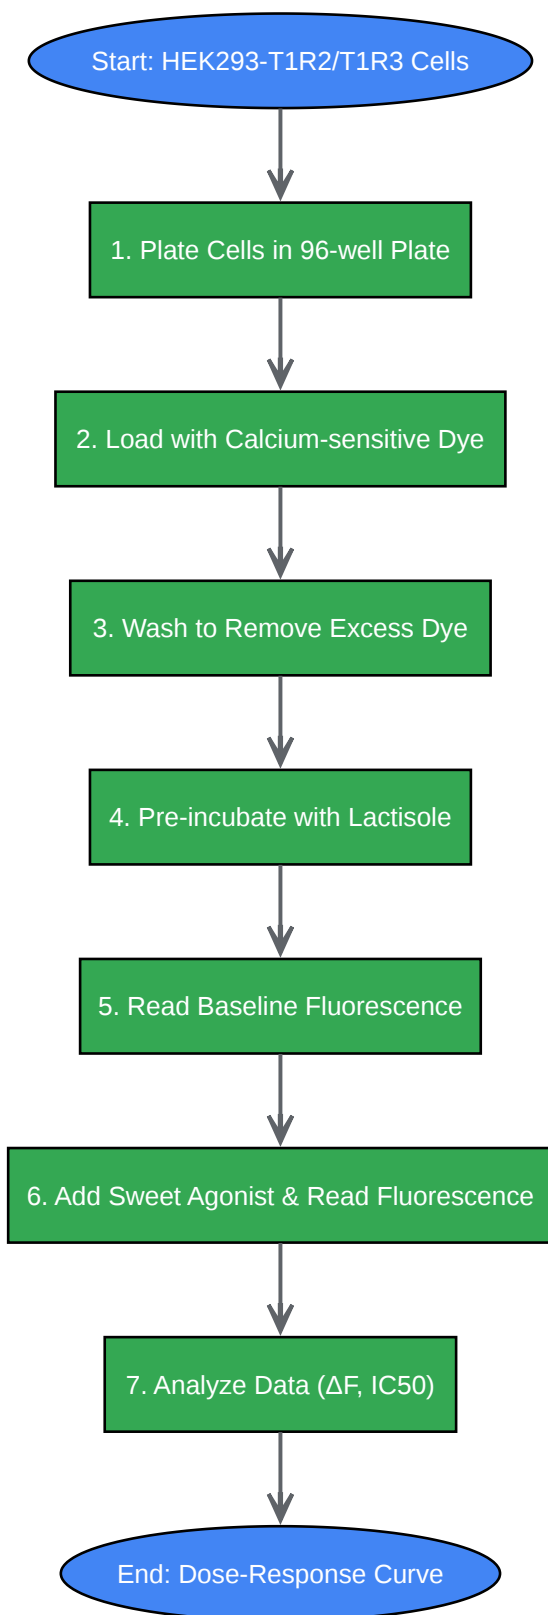 Start: HEK293-T1R2/T1R3 Cells
1. Plate Cells in 96-well Plate
2. Load with Calcium-sensitive Dye
3. Wash to Remove Excess Dye
4. Pre-incubate with Lactisole
5. Read Baseline Fluorescence
6. Add Sweet Agonist & Read Fluorescence
7. Analyze Data (ΔF, IC50)
End: Dose-Response Curve